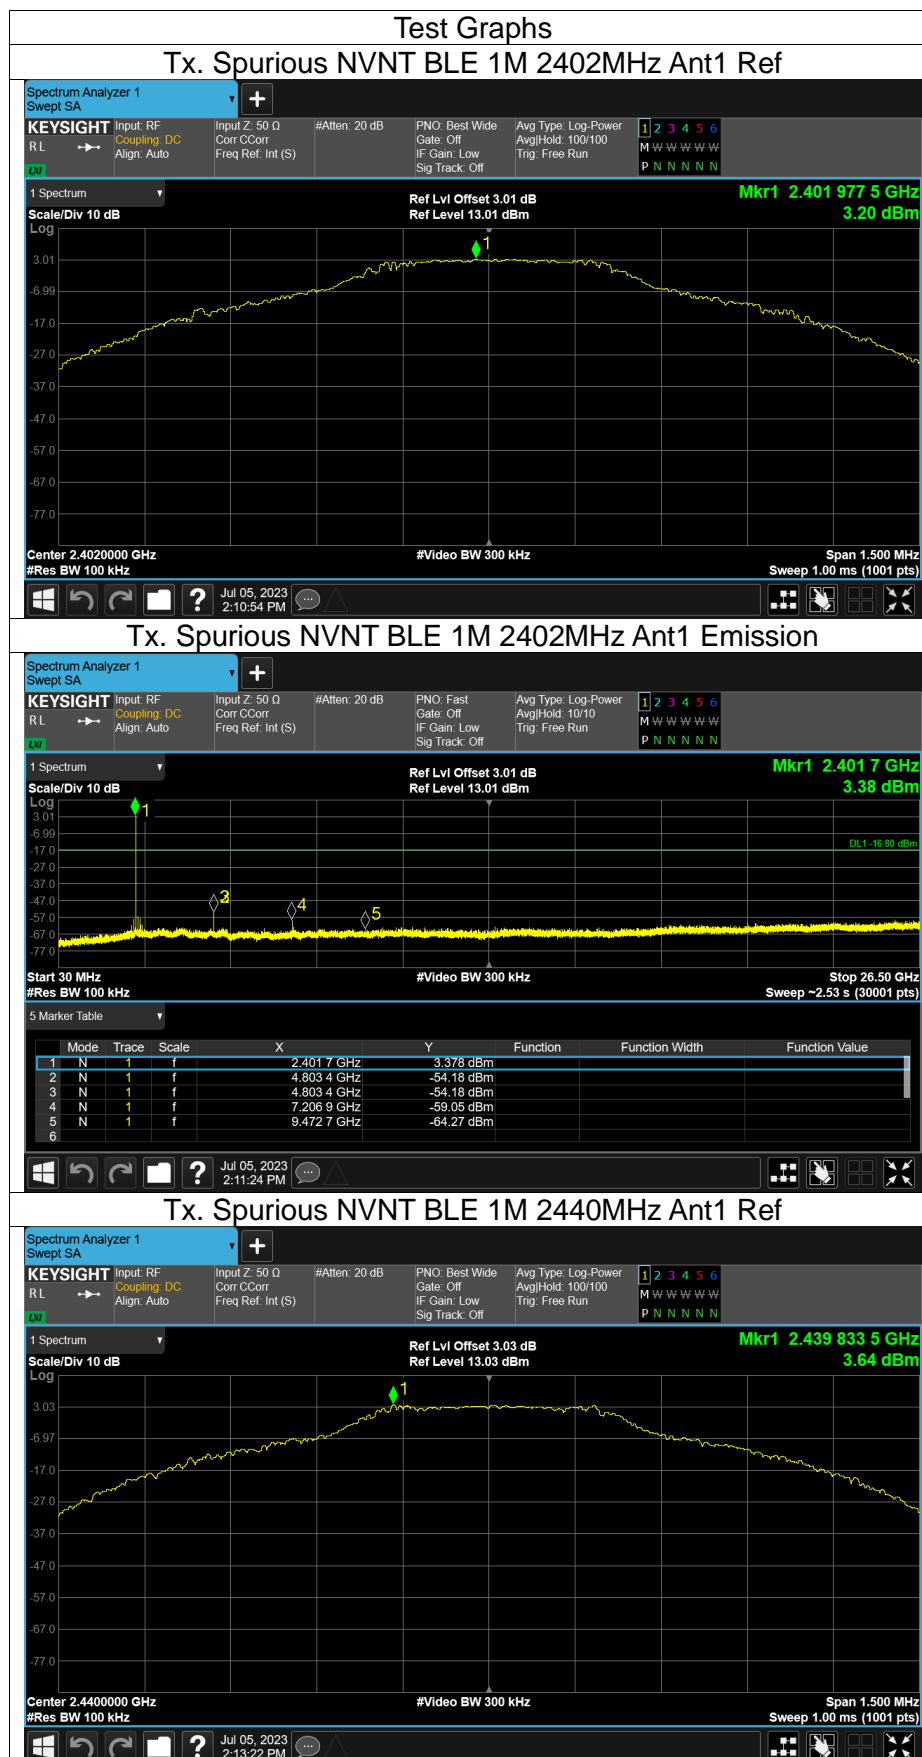 Test Graphs
Tx. Spurious NVNT BLE 1M 2402MHz Ant1 Ref
Spectrum Analyzer 1
Swept SA
+
KEYSIGHT Input: RF Input Z: 50 Ω #Atten: 20 dB PNO: Best Wide Avg Type: Log-Power 1 2 3 4 5 6
RL Coupling: DC Corr CCorr Gate: Off Avg|Hold: 100/100 M W W W W W
Align: Auto Freq Ref: Int (S) IF Gain: Low Trig: Free Run
LXI Sig Track: Off P N N N N N
1 Spectrum Ref Lvl Offset 3.01 dB Mkr1 2.401 977 5 GHz
Scale/Div 10 dB Ref Level 13.01 dBm 3.20 dBm
Log
1
3.01
-6.99
-17.0
-27.0
-37.0
-47.0
-57.0
-67.0
-77.0
Center 2.4020000 GHz #Video BW 300 kHz Span 1.500 MHz
#Res BW 100 kHz Sweep 1.00 ms (1001 pts)
? Jul 05, 2023
2:10:54 PM
Tx. Spurious NVNT BLE 1M 2402MHz Ant1 Emission
Spectrum Analyzer 1
Swept SA
+
KEYSIGHT Input: RF Input Z: 50 Ω #Atten: 20 dB PNO: Fast Avg Type: Log-Power 1 2 3 4 5 6
RL Coupling: DC Corr CCorr Gate: Off Avg|Hold: 10/10 M W W W W W
Align: Auto Freq Ref: Int (S) IF Gain: Low Trig: Free Run
LXI Sig Track: Off P N N N N N
1 Spectrum Ref Lvl Offset 3.01 dB Mkr1 2.401 7 GHz
Scale/Div 10 dB Ref Level 13.01 dBm 3.38 dBm
Log
1
3.01
-6.99
DL1 -16.80 dBm
-17.0
-27.0
-37.0
-47.0 3 4
-57.0 5
-67.0
-77.0
Start 30 MHz #Video BW 300 kHz Stop 26.50 GHz
#Res BW 100 kHz Sweep ~2.53 s (30001 pts)
5 Marker Table
Mode Trace Scale X Y Function Function Width Function Value
1 N 1 f 2.401 7 GHz 3.378 dBm
2 N 1 f 4.803 4 GHz -54.18 dBm
3 N 1 f 4.803 4 GHz -54.18 dBm
4 N 1 f 7.206 9 GHz -59.05 dBm
5 N 1 f 9.472 7 GHz -64.27 dBm
6
? Jul 05, 2023
2:11:24 PM
Tx. Spurious NVNT BLE 1M 2440MHz Ant1 Ref
Spectrum Analyzer 1
Swept SA
+
KEYSIGHT Input: RF Input Z: 50 Ω #Atten: 20 dB PNO: Best Wide Avg Type: Log-Power 1 2 3 4 5 6
RL Coupling: DC Corr CCorr Gate: Off Avg|Hold: 100/100 M W W W W W
Align: Auto Freq Ref: Int (S) IF Gain: Low Trig: Free Run
LXI Sig Track: Off P N N N N N
1 Spectrum Ref Lvl Offset 3.03 dB Mkr1 2.439 833 5 GHz
Scale/Div 10 dB Ref Level 13.03 dBm 3.64 dBm
Log
1
3.03
-6.97
-17.0
-27.0
-37.0
-47.0
-57.0
-67.0
-77.0
Center 2.4400000 GHz #Video BW 300 kHz Span 1.500 MHz
#Res BW 100 kHz Sweep 1.00 ms (1001 pts)
? Jul 05, 2023
2:13:22 PM